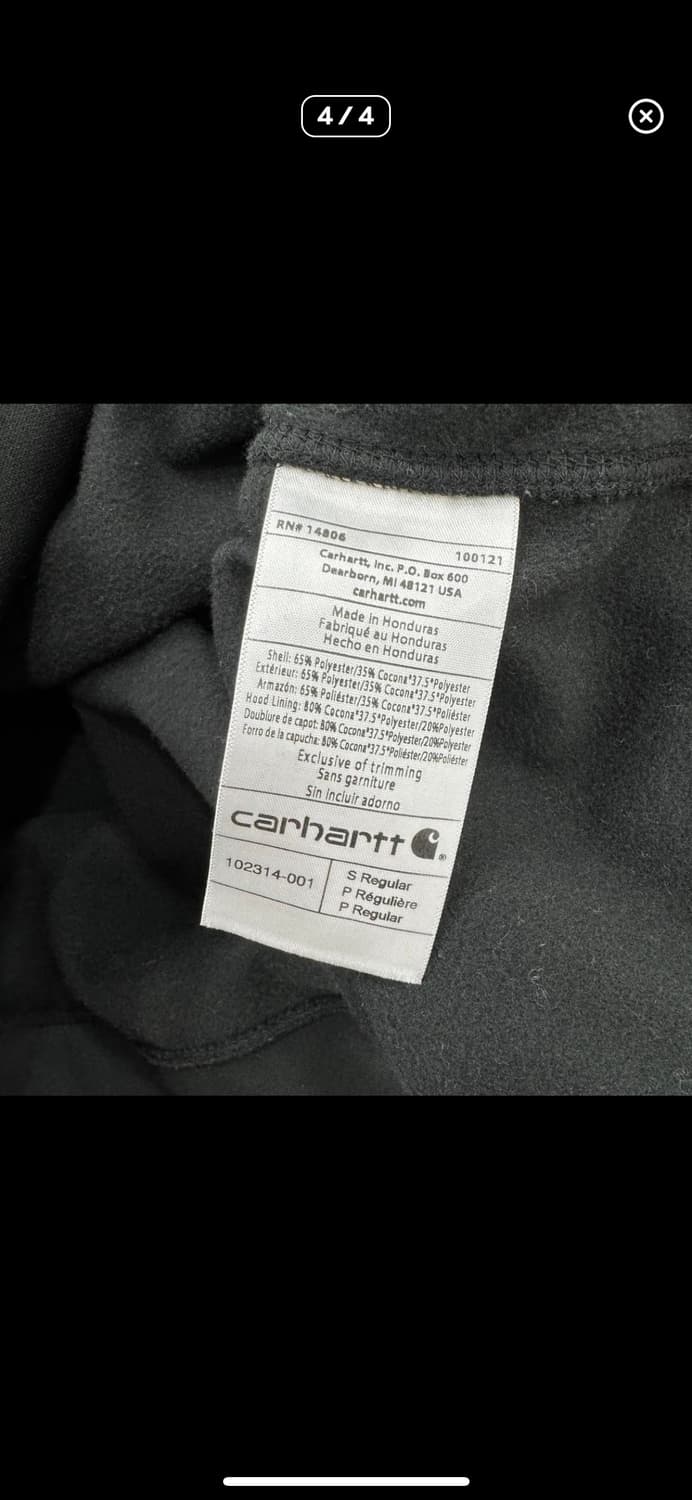 4/4
RN# 14806
100121
Carhartt, Inc. P.O. Box 600
Dearborn, MI 48121 USA
carhartt.com
Made in Honduras
Fabriqué au Honduras
Hecho en Honduras
Shell: 65% Polyester/35% Cocona®37.5®Polyester
Extérieur: 65% Polyester/35% Cocona®37.5®Polyester
Armazón: 65% Poliéster/35% Cocona®37.5®Poliéster
Hood Lining: 80% Cocona®37.5®Polyester/20%Polyester
Doublure de capot: 80% Cocona®37.5®Polyester/20%Polyester
Forro de la capucha: 80% Cocona®37.5®Poliéster/20%Poliéster
Exclusive of trimming
Sans garniture
Sin incluir adorno
carhartt ®
102314-001
S Regular
P Régulière
P Regular